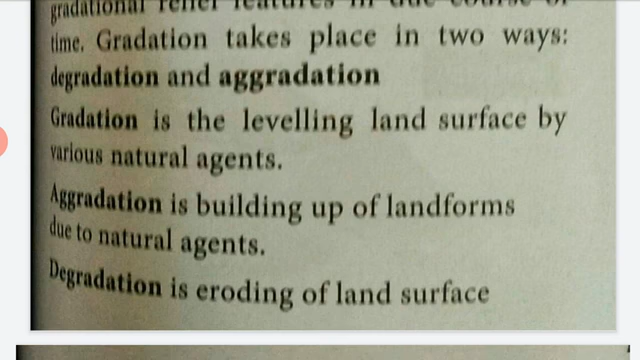 gradational relief features in due course of
time. Gradation takes place in two ways:
degradation and aggradation
Gradation is the levelling land surface by
various natural agents.
Aggradation is building up of landforms
due to natural agents.
Degradation is eroding of land surface